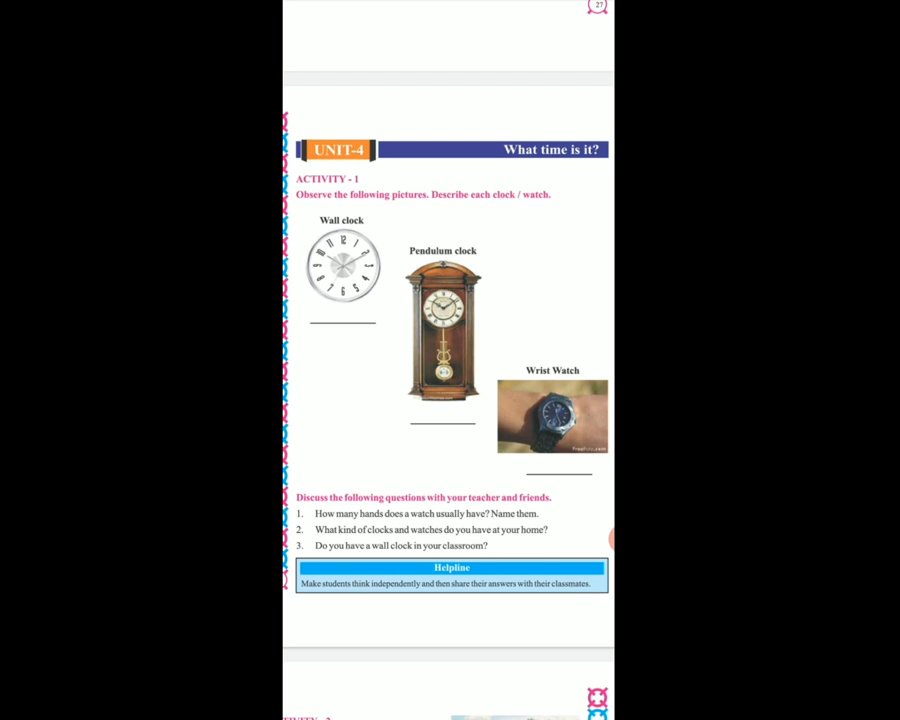 27
UNIT-4
What time is it?
ACTIVITY - 1
Observe the following pictures. Describe each clock / watch.
Wall clock
Pendulum clock
Wrist Watch
FreeFoto.com
Discuss the following questions with your teacher and friends.
1. How many hands does a watch usually have? Name them.
2. What kind of clocks and watches do you have at your home?
3. Do you have a wall clock in your classroom?
Helpline
Make students think independently and then share their answers with their classmates.